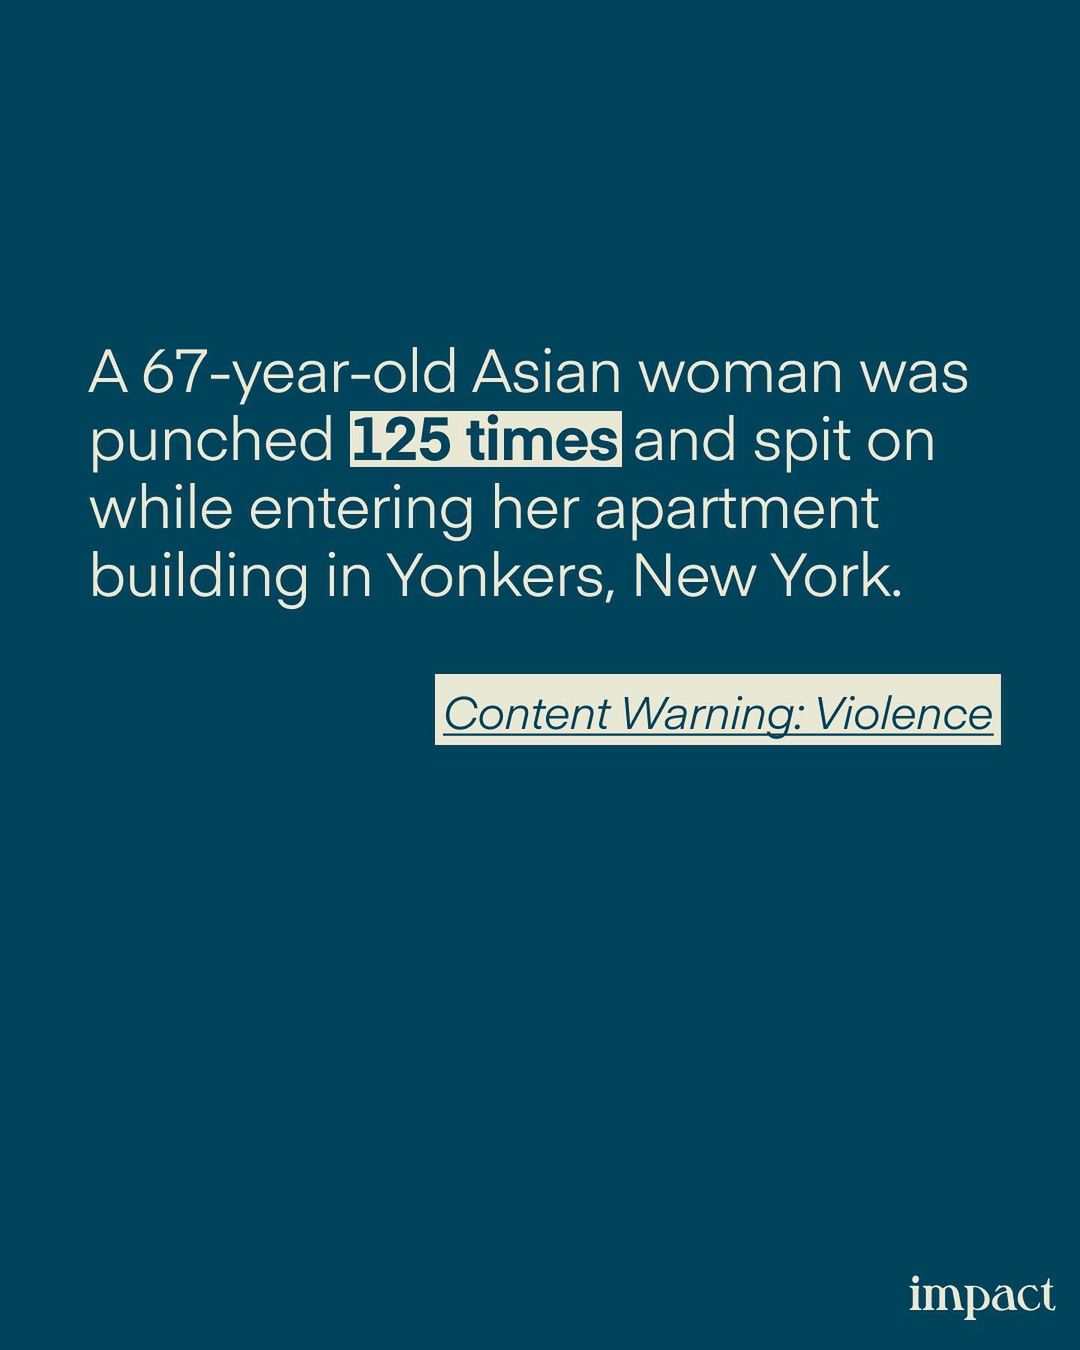 A 67-year-old Asian woman was
punched 125 times and spit on
while entering her apartment
building in Yonkers, New York.
Content Warning: Violence
impact